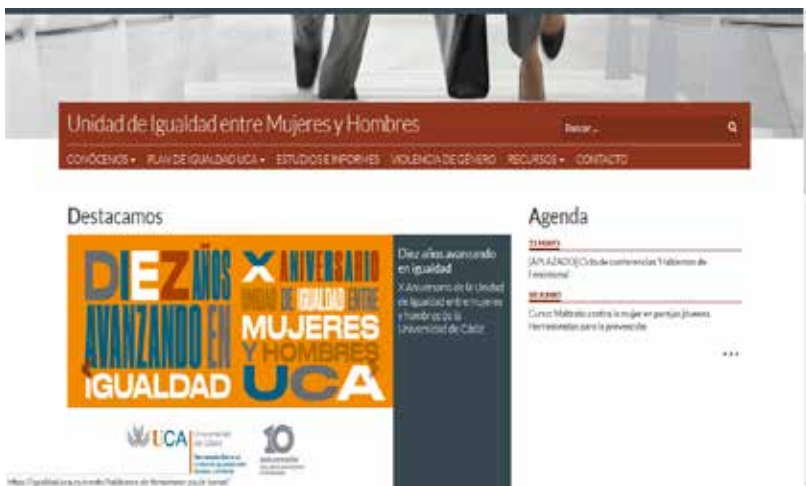 Unidad de Igualdad entre Mujeres y Hombres
Buscar...
CONÓCENOS PLAN DE IGUALDAD UCA ESTUDIOS E INFORMES VIOLENCIA DE GÉNERO RECURSOS CONTACTO
Destacamos
DIEZ AÑOS
AVANZANDO EN
IGUALDAD
X ANIVERSARIO
UNIDAD DE IGUALDAD ENTRE
MUJERES
Y HOMBRES
UCA
Diez años avanzando
en igualdad
X Aniversario de la Unidad
de Igualdad entre mujeres
y hombres de la
Universidad de Cádiz
UCA
Universidad
de Cádiz
10
Agenda
[APLAZADO] Ciclo de conferencias "Hablemos de
Feminismo"
Curso: Maltrato contra la mujer en parejas jóvenes.
Herramientas para la prevención
...